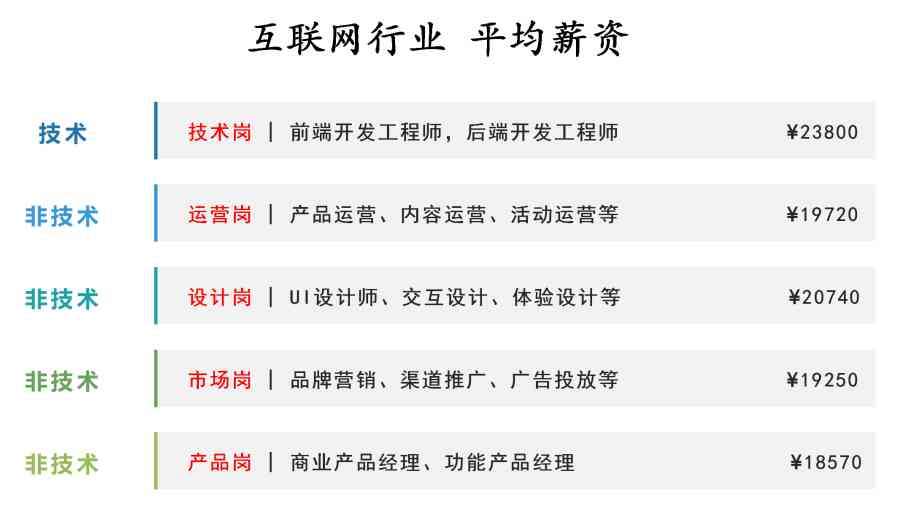 互联网行业 平均薪资
技术 技术岗 | 前端开发工程师，后端开发工程师 ¥23800
非技术 运营岗 | 产品运营、内容运营、活动运营等 ¥19720
非技术 设计岗 | UI设计师、交互设计、体验设计等 ¥20740
非技术 市场岗 | 品牌营销、渠道推广、广告投放等 ¥19250
非技术 产品岗 | 商业产品经理、功能产品经理 ¥18570